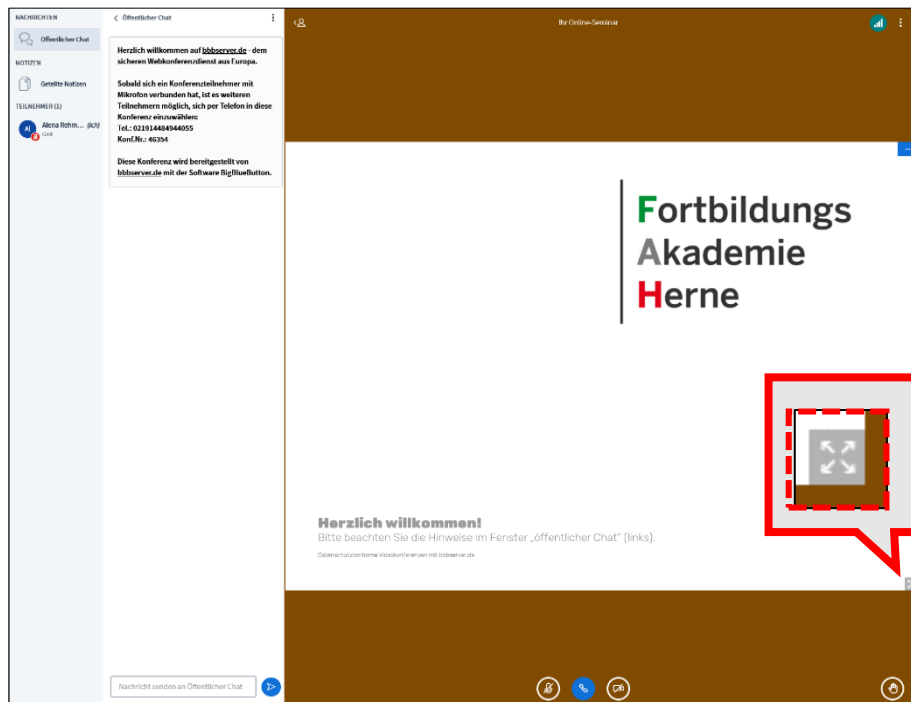 NACHRICHTEN
Öffentlicher Chat
NOTIZEN
Geteilte Notizen
TEILNEHMER (1)
Al
Alena Rehm... (ich)
Gast
Öffentlicher Chat
Herzlich willkommen auf bbbserver.de - dem
sicheren Webkonferenzdienst aus Europa.
Sobald sich ein Konferenzteilnehmer mit
Mikrofon verbunden hat, ist es weiteren
Teilnehmern möglich, sich per Telefon in diese
Konferenz einzuwählen:
Tel.: 021914484944055
Konf.Nr.: 46354
Diese Konferenz wird bereitgestellt von
bbbserver.de mit der Software BigBlueButton.
Nachricht senden an Öffentlicher Chat
Ihr Online-Seminar
Fortbildungs
Akademie
Herne
Herzlich willkommen!
Bitte beachten Sie die Hinweise im Fenster „öffentlicher Chat" (links).
Datenschutzkonforme Videokonferenzen mit bbbserver.de